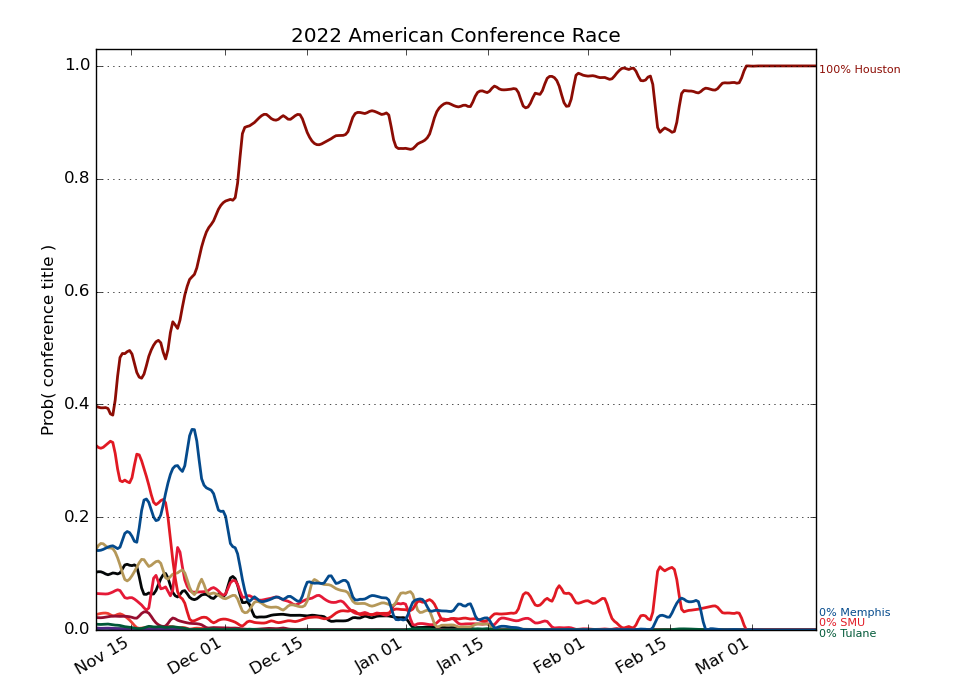 2022 American Conference Race
1.0
100% Houston
0.8
0.6
Prob( conference title )
0.4
0.2
0% Memphis
0% SMU
0% Tulane
0.0
Nov 15
Dec 01
Dec 15
Jan 01
Jan 15
Feb 01
Feb 15
Mar 01